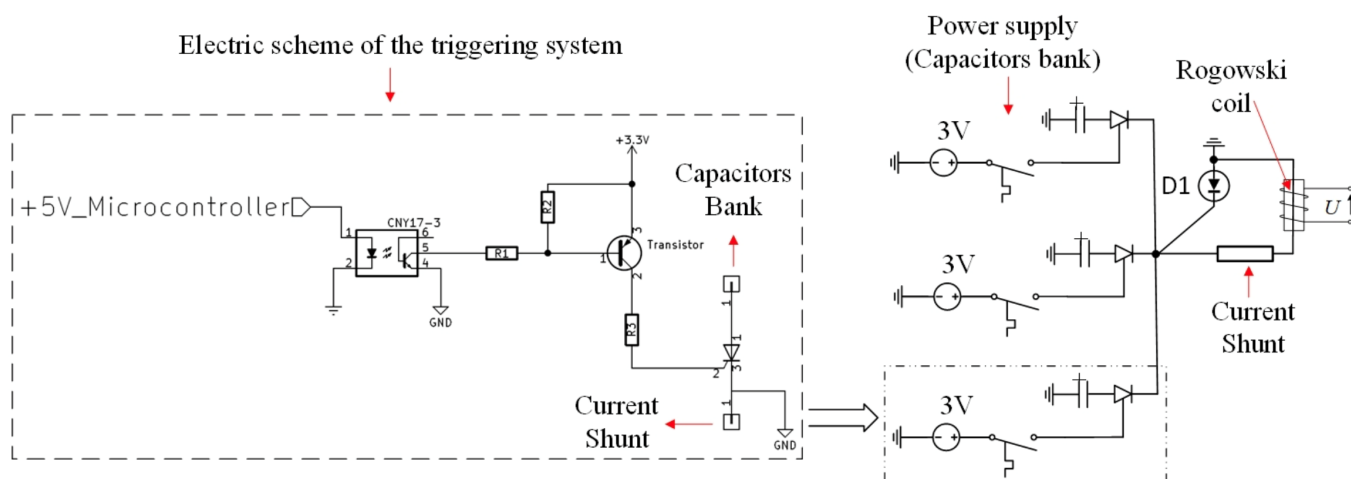 Electric scheme of the triggering system
+3.3V
Capacitors
Bank
+5V_Microcontroller
CNY17-3
1
6
5
2
4
R1
R2
3
Transistor
1
2
GND
R3
1
1
2
3
1
Current
Shunt
GND
Power supply
(Capacitors bank)
Rogowski
coil
3V
- +
+
D1
U
3V
- +
+
Current
Shunt
3V
- +
+